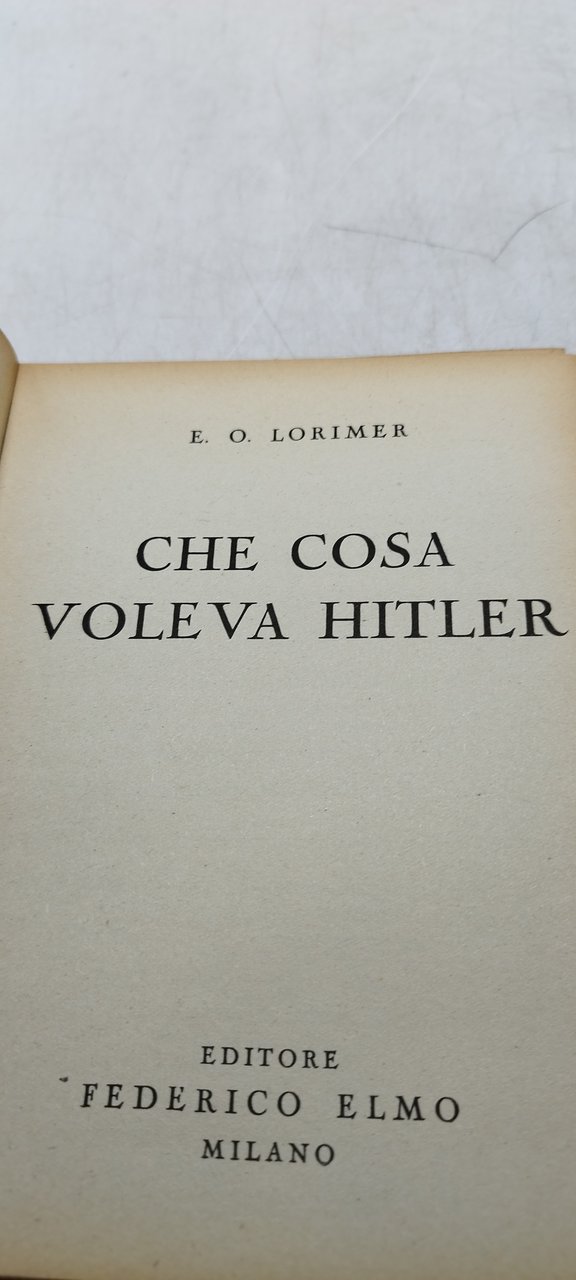 E. O. LORIMER
CHE COSA
VOLEVA HITLER
EDITORE
FEDERICO ELMO
MILANO